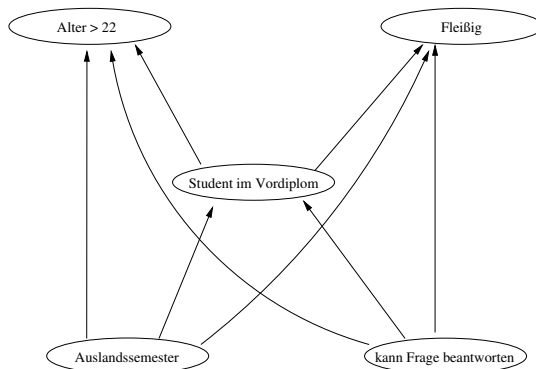 Alter > 22
Fleißig
Student im Vordiplom
Auslandssemester
kann Frage beantworten